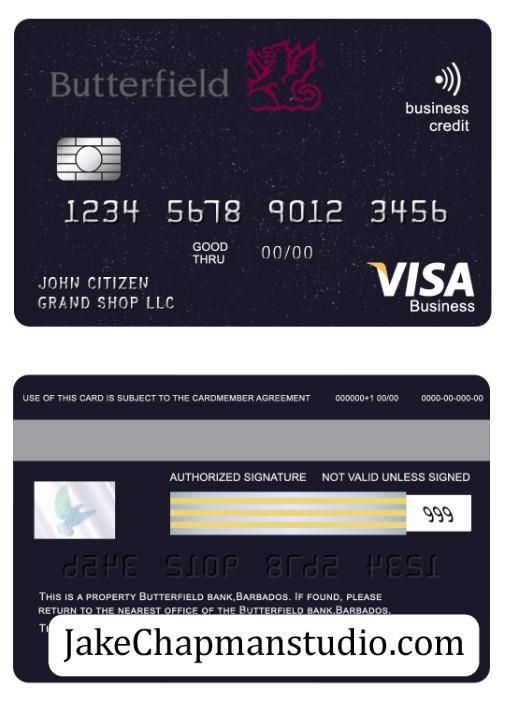 Butterfield
business
credit
1234 5678 9012 3456
GOOD
THRU
00/00
JOHN CITIZEN
GRAND SHOP LLC
VISA
Business
USE OF THIS CARD IS SUBJECT TO THE CARDMEMBER AGREEMENT 000000+1 00/00 0000-00-000-00
AUTHORIZED SIGNATURE NOT VALID UNLESS SIGNED
999
THIS IS A PROPERTY BUTTERFIELD BANK,BARBADOS. IF FOUND, PLEASE
RETURN TO THE NEAREST OFFICE OF THE BUTTERFIELD BANK,BARBADOS.
JakeChapmanstudio.com